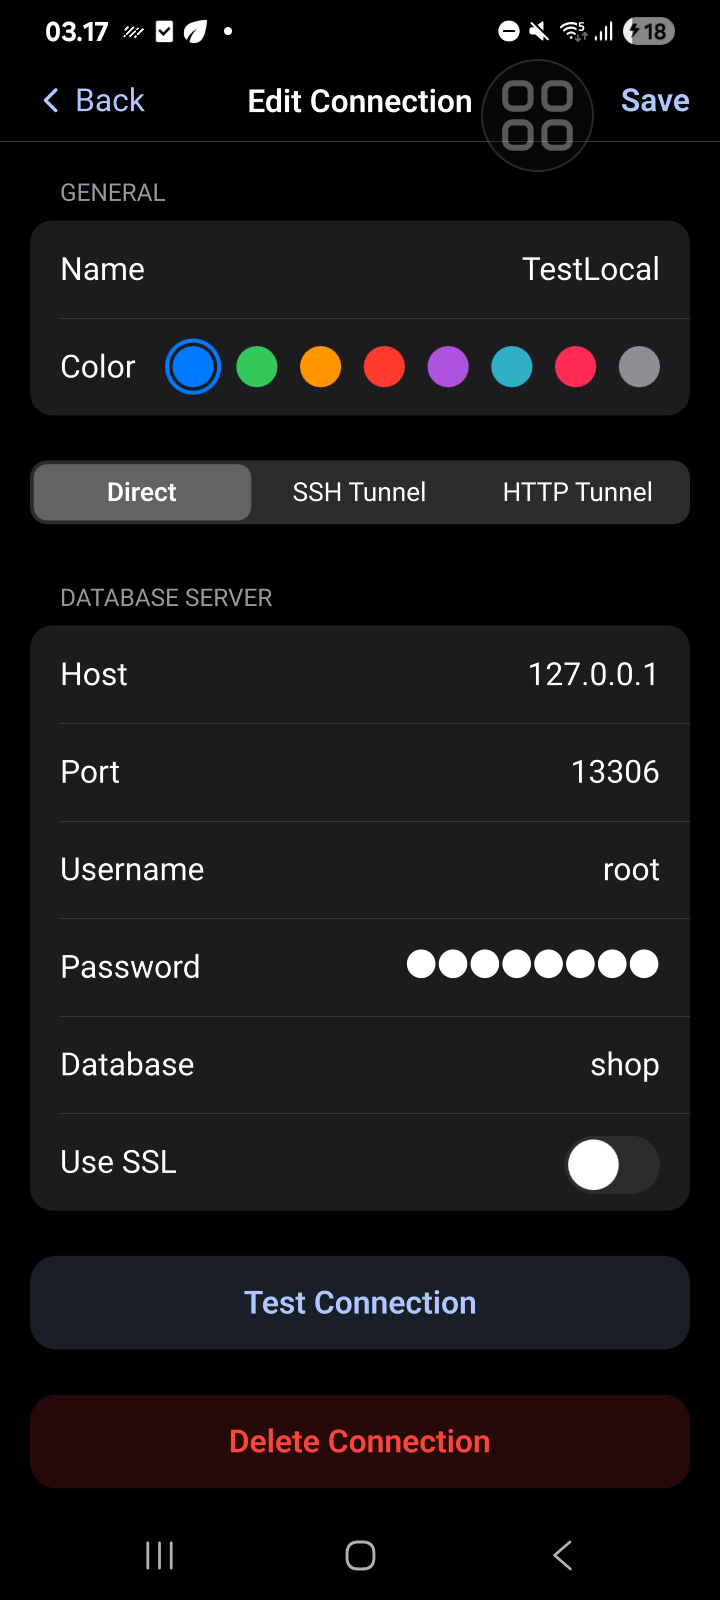 03.17 5 18
Back Edit Connection Save
GENERAL
Name TestLocal
Color
Direct SSH Tunnel HTTP Tunnel
DATABASE SERVER
Host 127.0.0.1
Port 13306
Username root
Password
Database shop
Use SSL
Test Connection
Delete Connection